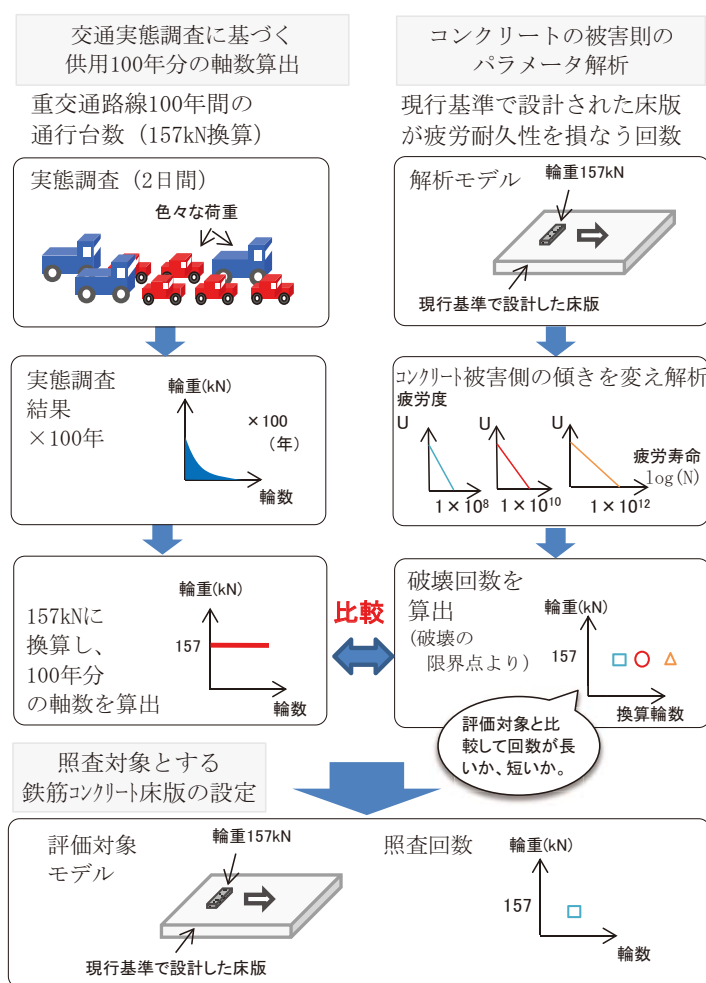 交通実態調査に基づく
供用100年分の軸数算出
重交通路線100年間の
通行台数（157kN換算）
実態調査（2日間）
色々な荷重
実態調査
結果
×100年
輪重(kN)
×100
（年）
輪数
157kNに
換算し、
100年分
の軸数を算出
輪重(kN)
157
輪数
比較
コンクリートの被害則の
パラメータ解析
現行基準で設計された床版
が疲労耐久性を損なう回数
解析モデル
輪重157kN
現行基準で設計した床版
コンクリート被害側の傾きを変え解析
疲労度
U
U
U
疲労寿命
log(N)
1×10⁸
1×10¹⁰
1×10¹²
破壊回数を
算出
(破壊の
限界点より)
輪重(kN)
157
換算輪数
評価対象と比
較して回数が長
いか、短いか。
照査対象とする
鉄筋コンクリート床版の設定
評価対象
モデル
輪重157kN
現行基準で設計した床版
照査回数
輪重(kN)
157
輪数